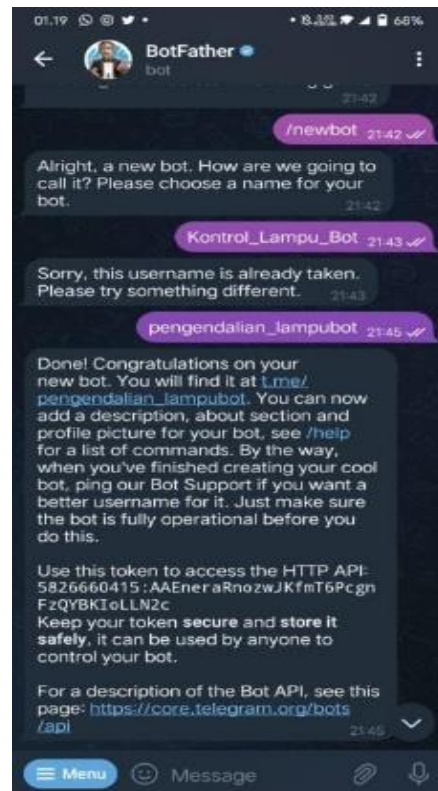 01.19
68%
BotFather
bot
21:42
/newbot 21:42
Alright, a new bot. How are we going to
call it? Please choose a name for your
bot.
21:42
Kontrol_Lampu_Bot 21:43
Sorry, this username is already taken.
Please try something different.
21:43
pengendalian_lampubot 21:45
Done! Congratulations on your
new bot. You will find it at t.me/
pengendalian_lampubot. You can now
add a description, about section and
profile picture for your bot, see /help
for a list of commands. By the way,
when you've finished creating your cool
bot, ping our Bot Support if you want a
better username for it. Just make sure
the bot is fully operational before you
do this.
Use this token to access the HTTP API:
5826660415:AAEneraRnozwJKfmT6Pcgn
FzQYBKIoLLN2c
Keep your token secure and store it
safely, it can be used by anyone to
control your bot.
For a description of the Bot API, see this
page: https://core.telegram.org/bots
/api
21:45
Menu
Message